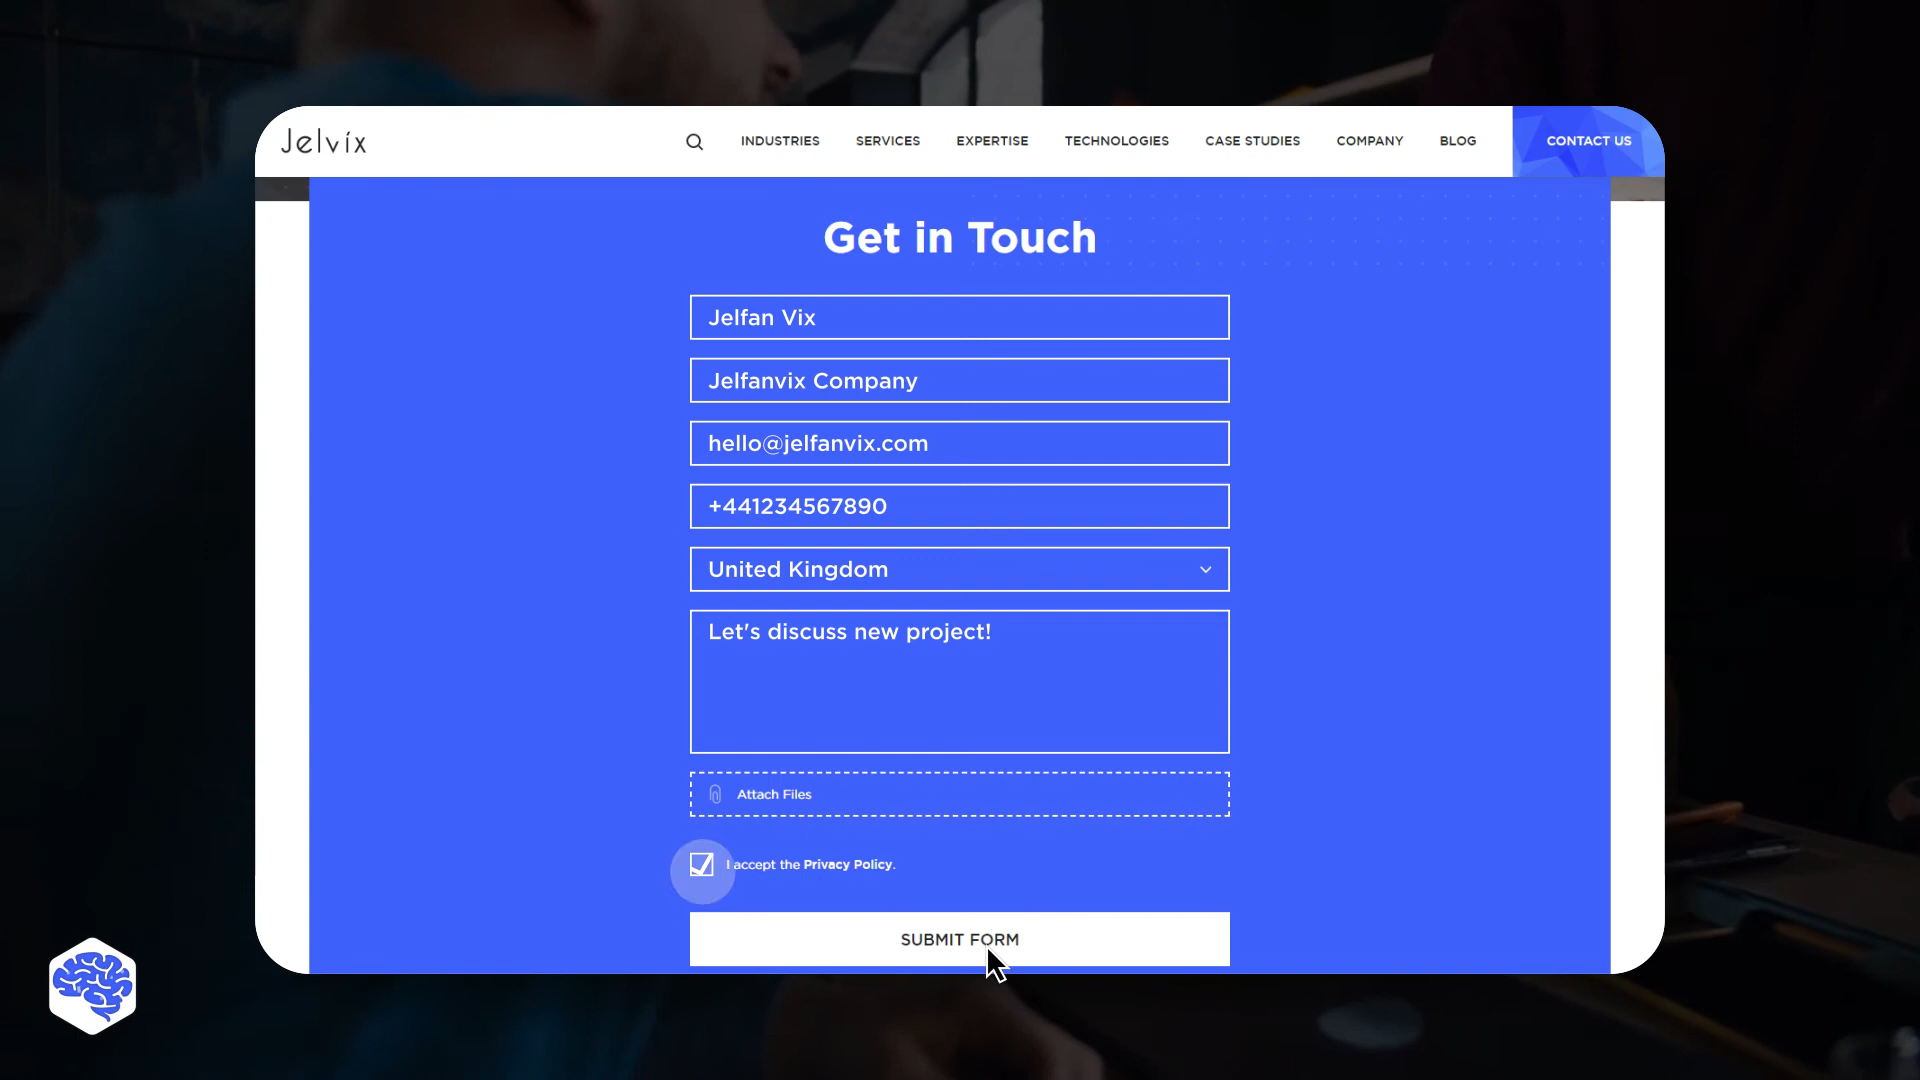 Jelvix
INDUSTRIES SERVICES EXPERTISE TECHNOLOGIES CASE STUDIES COMPANY BLOG CONTACT US
Get in Touch
Jelfan Vix
Jelfanvix Company
hello@jelfanvix.com
+441234567890
United Kingdom
Let's discuss new project!
Attach Files
I accept the Privacy Policy.
SUBMIT FORM